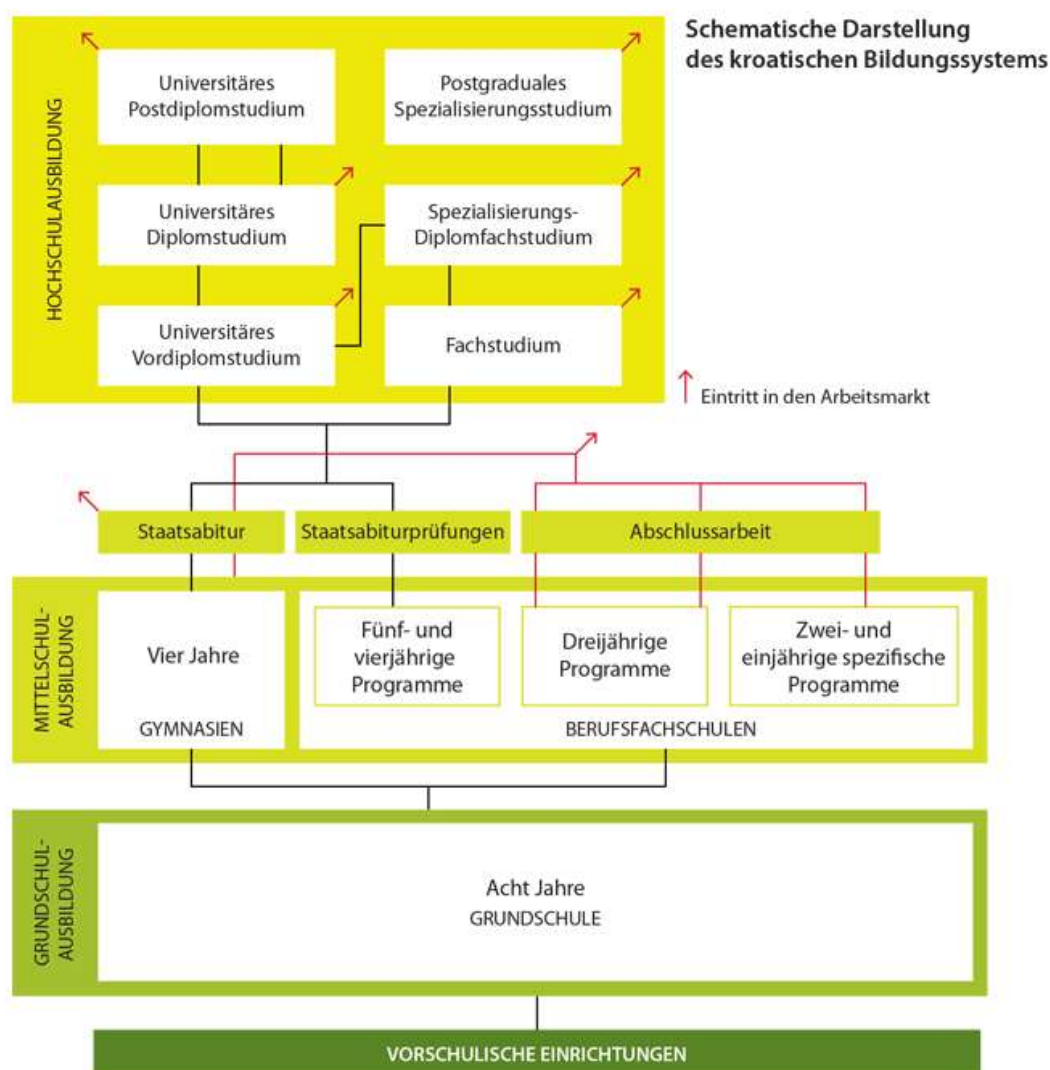 Schematische Darstellung
des kroatischen Bildungssystems
HOCHSCHULAUSBILDUNG
Universitäres
Postdiplomstudium
Postgraduales
Spezialisierungsstudium
Universitäres
Diplomstudium
Spezialisierungs-
Diplomfachstudium
Universitäres
Vordiplomstudium
Fachstudium
Eintritt in den Arbeitsmarkt
Staatsabitur
Staatsabiturprüfungen
Abschlussarbeit
MITTELSCHUL-
AUSBILDUNG
Vier Jahre
GYMNASIEN
Fünf- und
vierjährige
Programme
Dreijährige
Programme
Zwei- und
einjährige spezifische
Programme
BERUFSFACHSCHULEN
GRUNDSCHUL-
AUSBILDUNG
Acht Jahre
GRUNDSCHULE
VORSCHULISCHE EINRICHTUNGEN